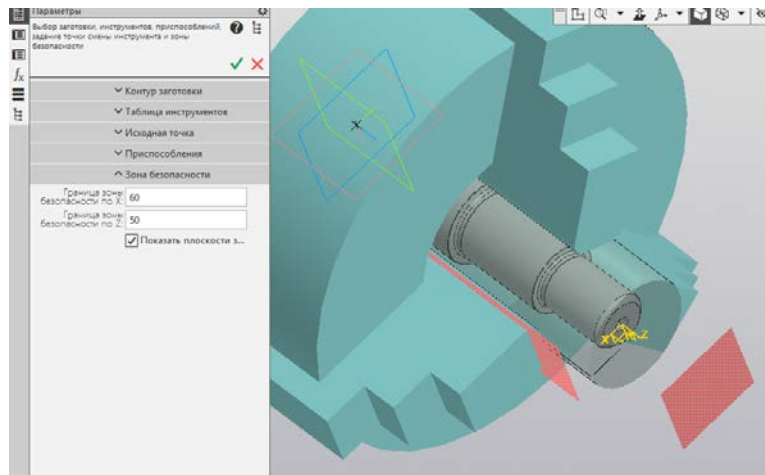 Параметры
Выбор заготовки, инструментов, приспособлений,
задание точки смены инструмента и зоны
безопасности
Контур заготовки
Таблица инструментов
Исходная точка
Приспособления
Зона безопасности
Граница зоны
безопасности по X:
60
Граница зоны
безопасности по Z:
50
Показать плоскости з...
fx
X
Z